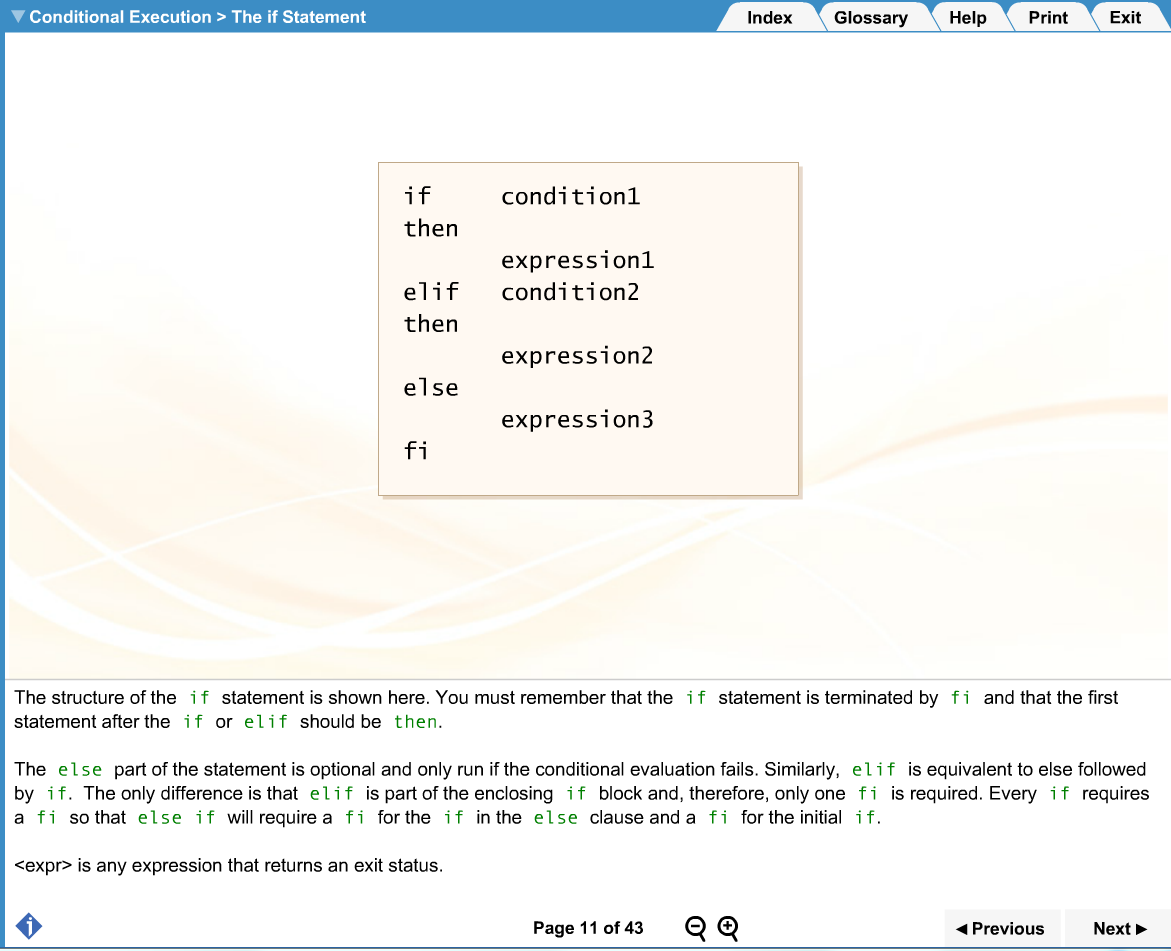 ▼ Conditional Execution > The if Statement
Index Glossary Help Print Exit
if condition1
then
expression1
elif condition2
then
expression2
else
expression3
fi
The structure of the if statement is shown here. You must remember that the if statement is terminated by fi and that the first
statement after the if or elif should be then.
The else part of the statement is optional and only run if the conditional evaluation fails. Similarly, elif is equivalent to else followed
by if. The only difference is that elif is part of the enclosing if block and, therefore, only one fi is required. Every if requires
a fi so that else if will require a fi for the if in the else clause and a fi for the initial if.
<expr> is any expression that returns an exit status.
i
Page 11 of 43
◄ Previous Next ►